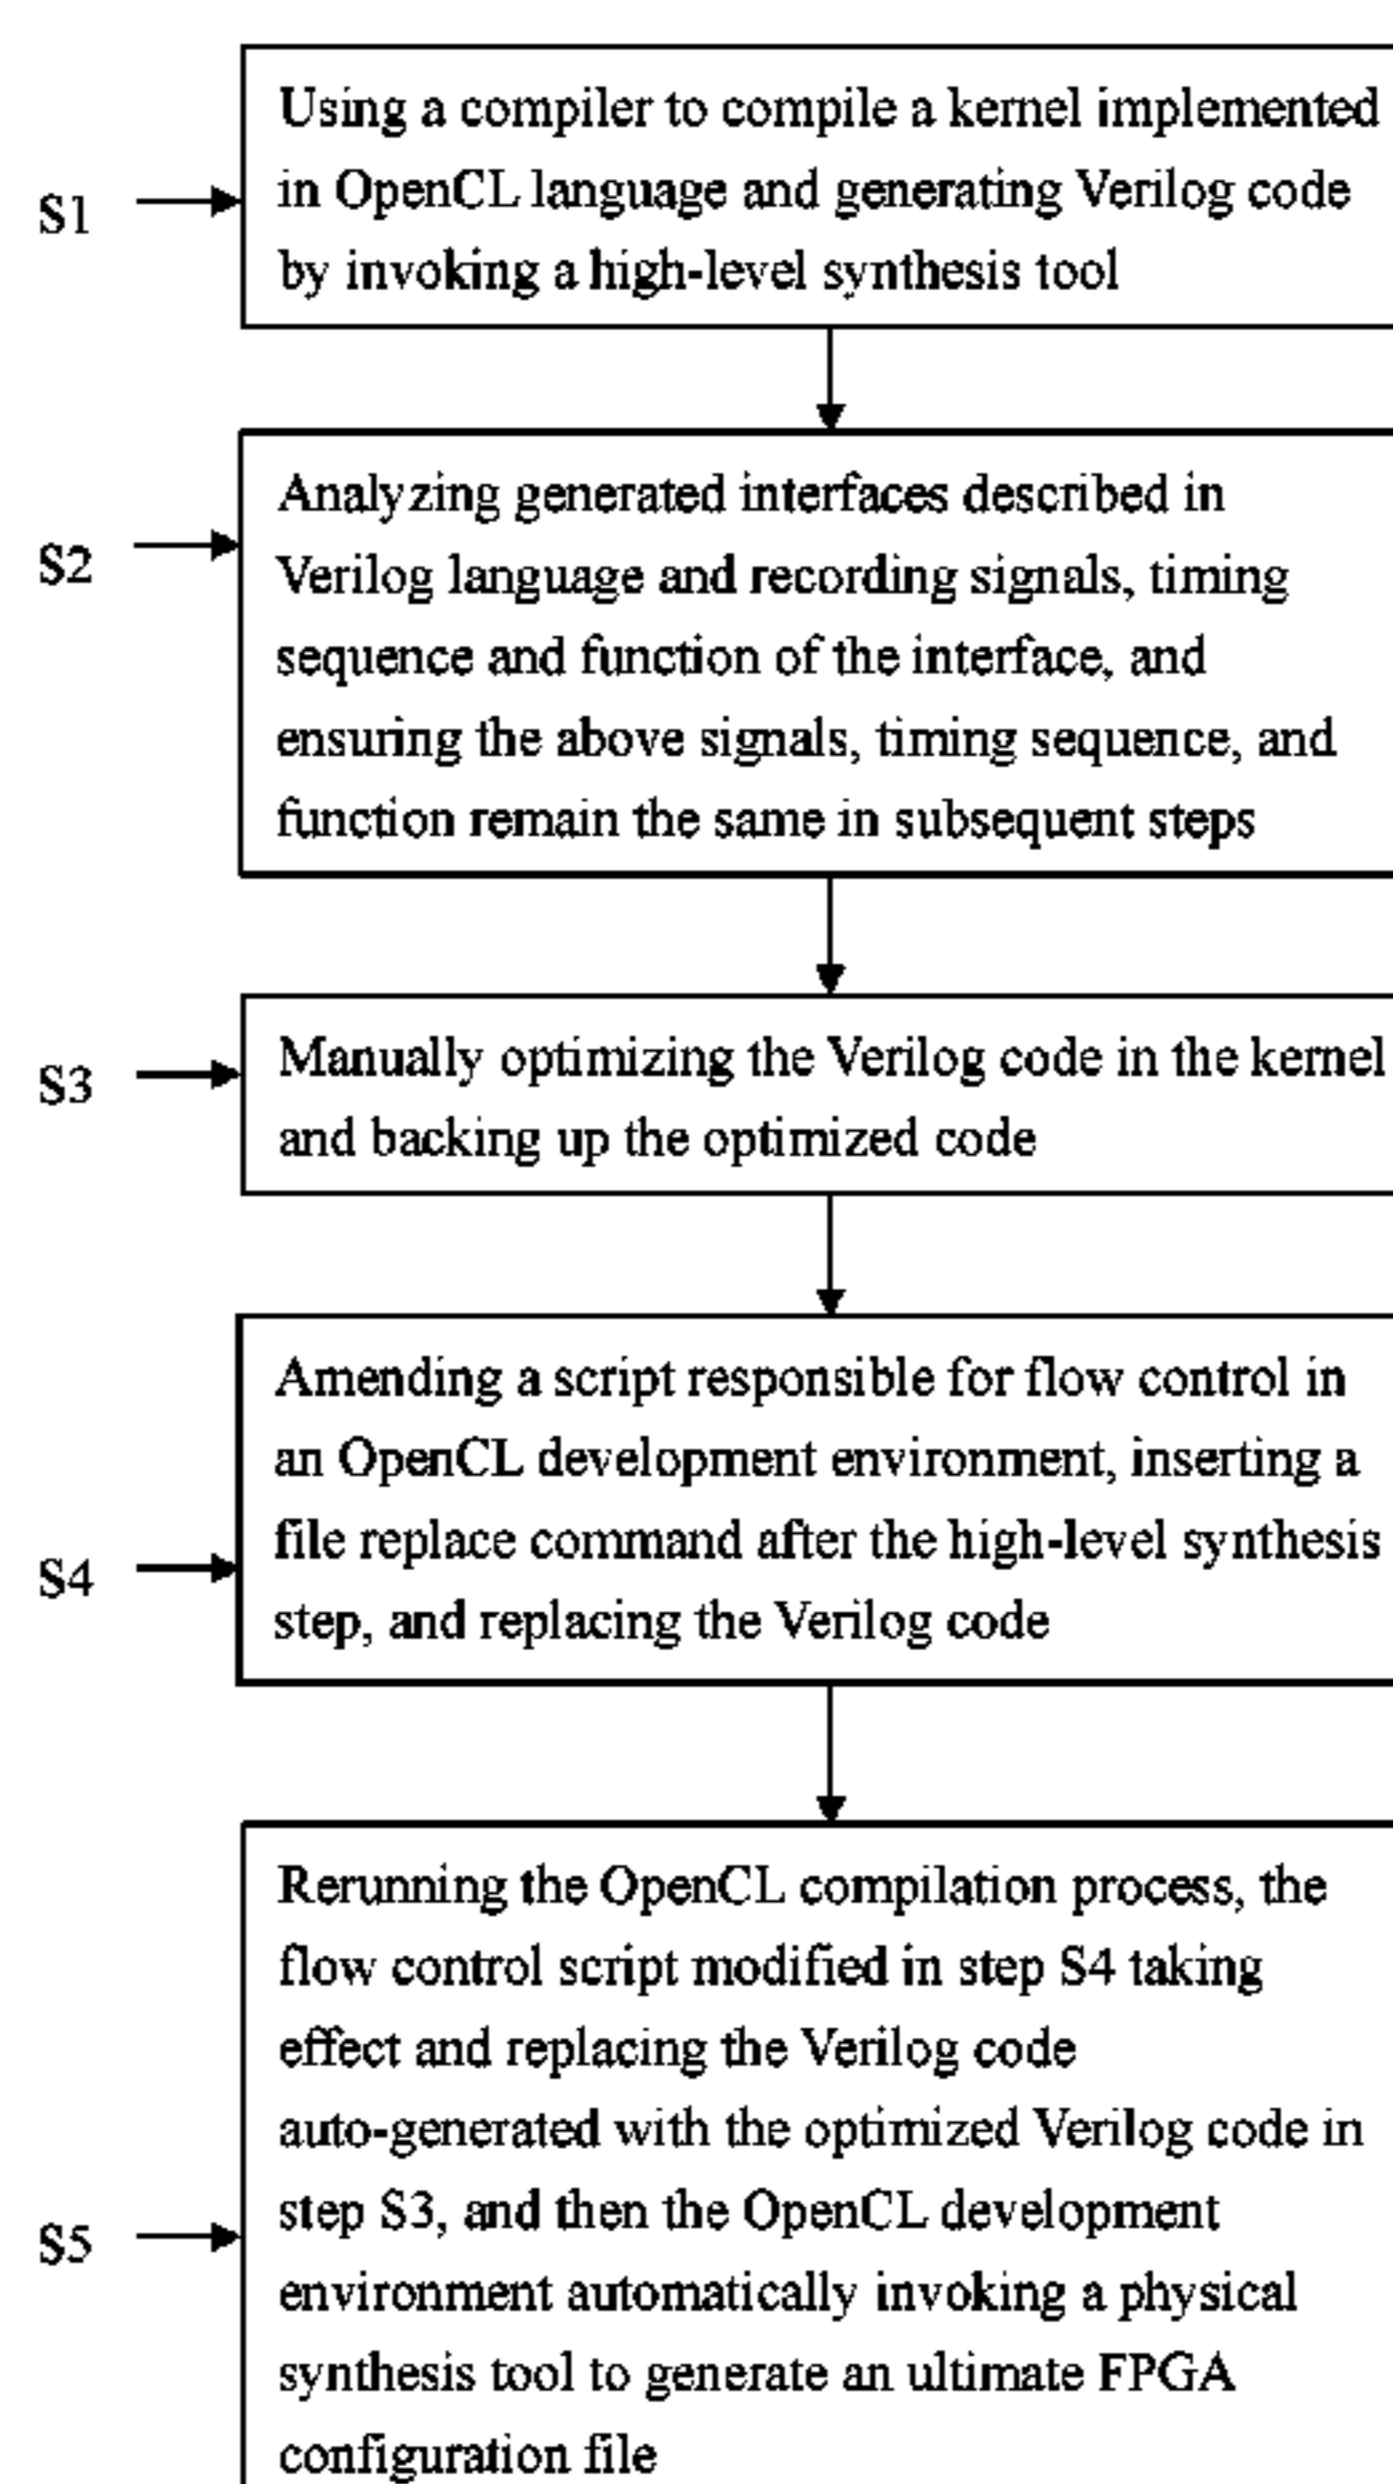 S1
Using a compiler to compile a kernel implemented
in OpenCL language and generating Verilog code
by invoking a high-level synthesis tool
S2
Analyzing generated interfaces described in
Verilog language and recording signals, timing
sequence and function of the interface, and
ensuring the above signals, timing sequence, and
function remain the same in subsequent steps
S3
Manually optimizing the Verilog code in the kernel
and backing up the optimized code
S4
Amending a script responsible for flow control in
an OpenCL development environment, inserting a
file replace command after the high-level synthesis
step, and replacing the Verilog code
S5
Rerunning the OpenCL compilation process, the
flow control script modified in step S4 taking
effect and replacing the Verilog code
auto-generated with the optimized Verilog code in
step S3, and then the OpenCL development
environment automatically invoking a physical
synthesis tool to generate an ultimate FPGA
configuration file